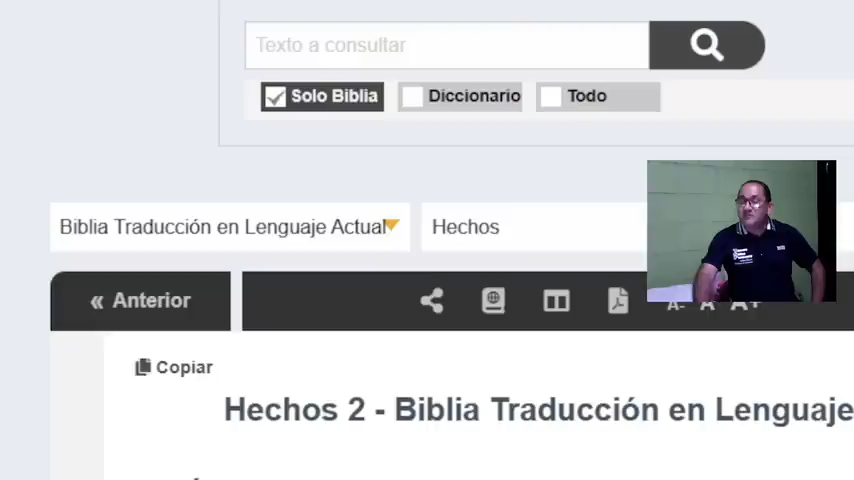 Texto a consultar
Solo Biblia Diccionario Todo
Biblia Traducción en Lenguaje Actual Hechos
« Anterior A- A A+
Copiar
Hechos 2 - Biblia Traducción en Lenguaje